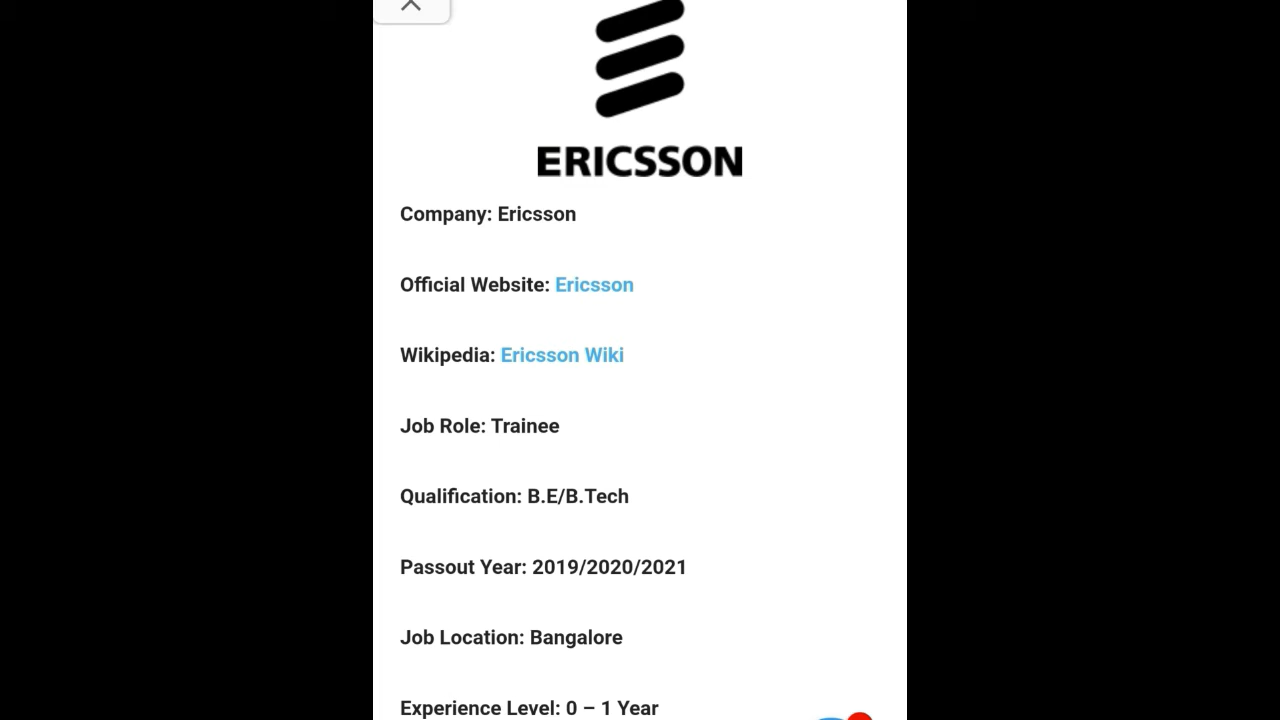 ERICSSON
Company: Ericsson
Official Website: Ericsson
Wikipedia: Ericsson Wiki
Job Role: Trainee
Qualification: B.E/B.Tech
Passout Year: 2019/2020/2021
Job Location: Bangalore
Experience Level: 0 – 1 Year